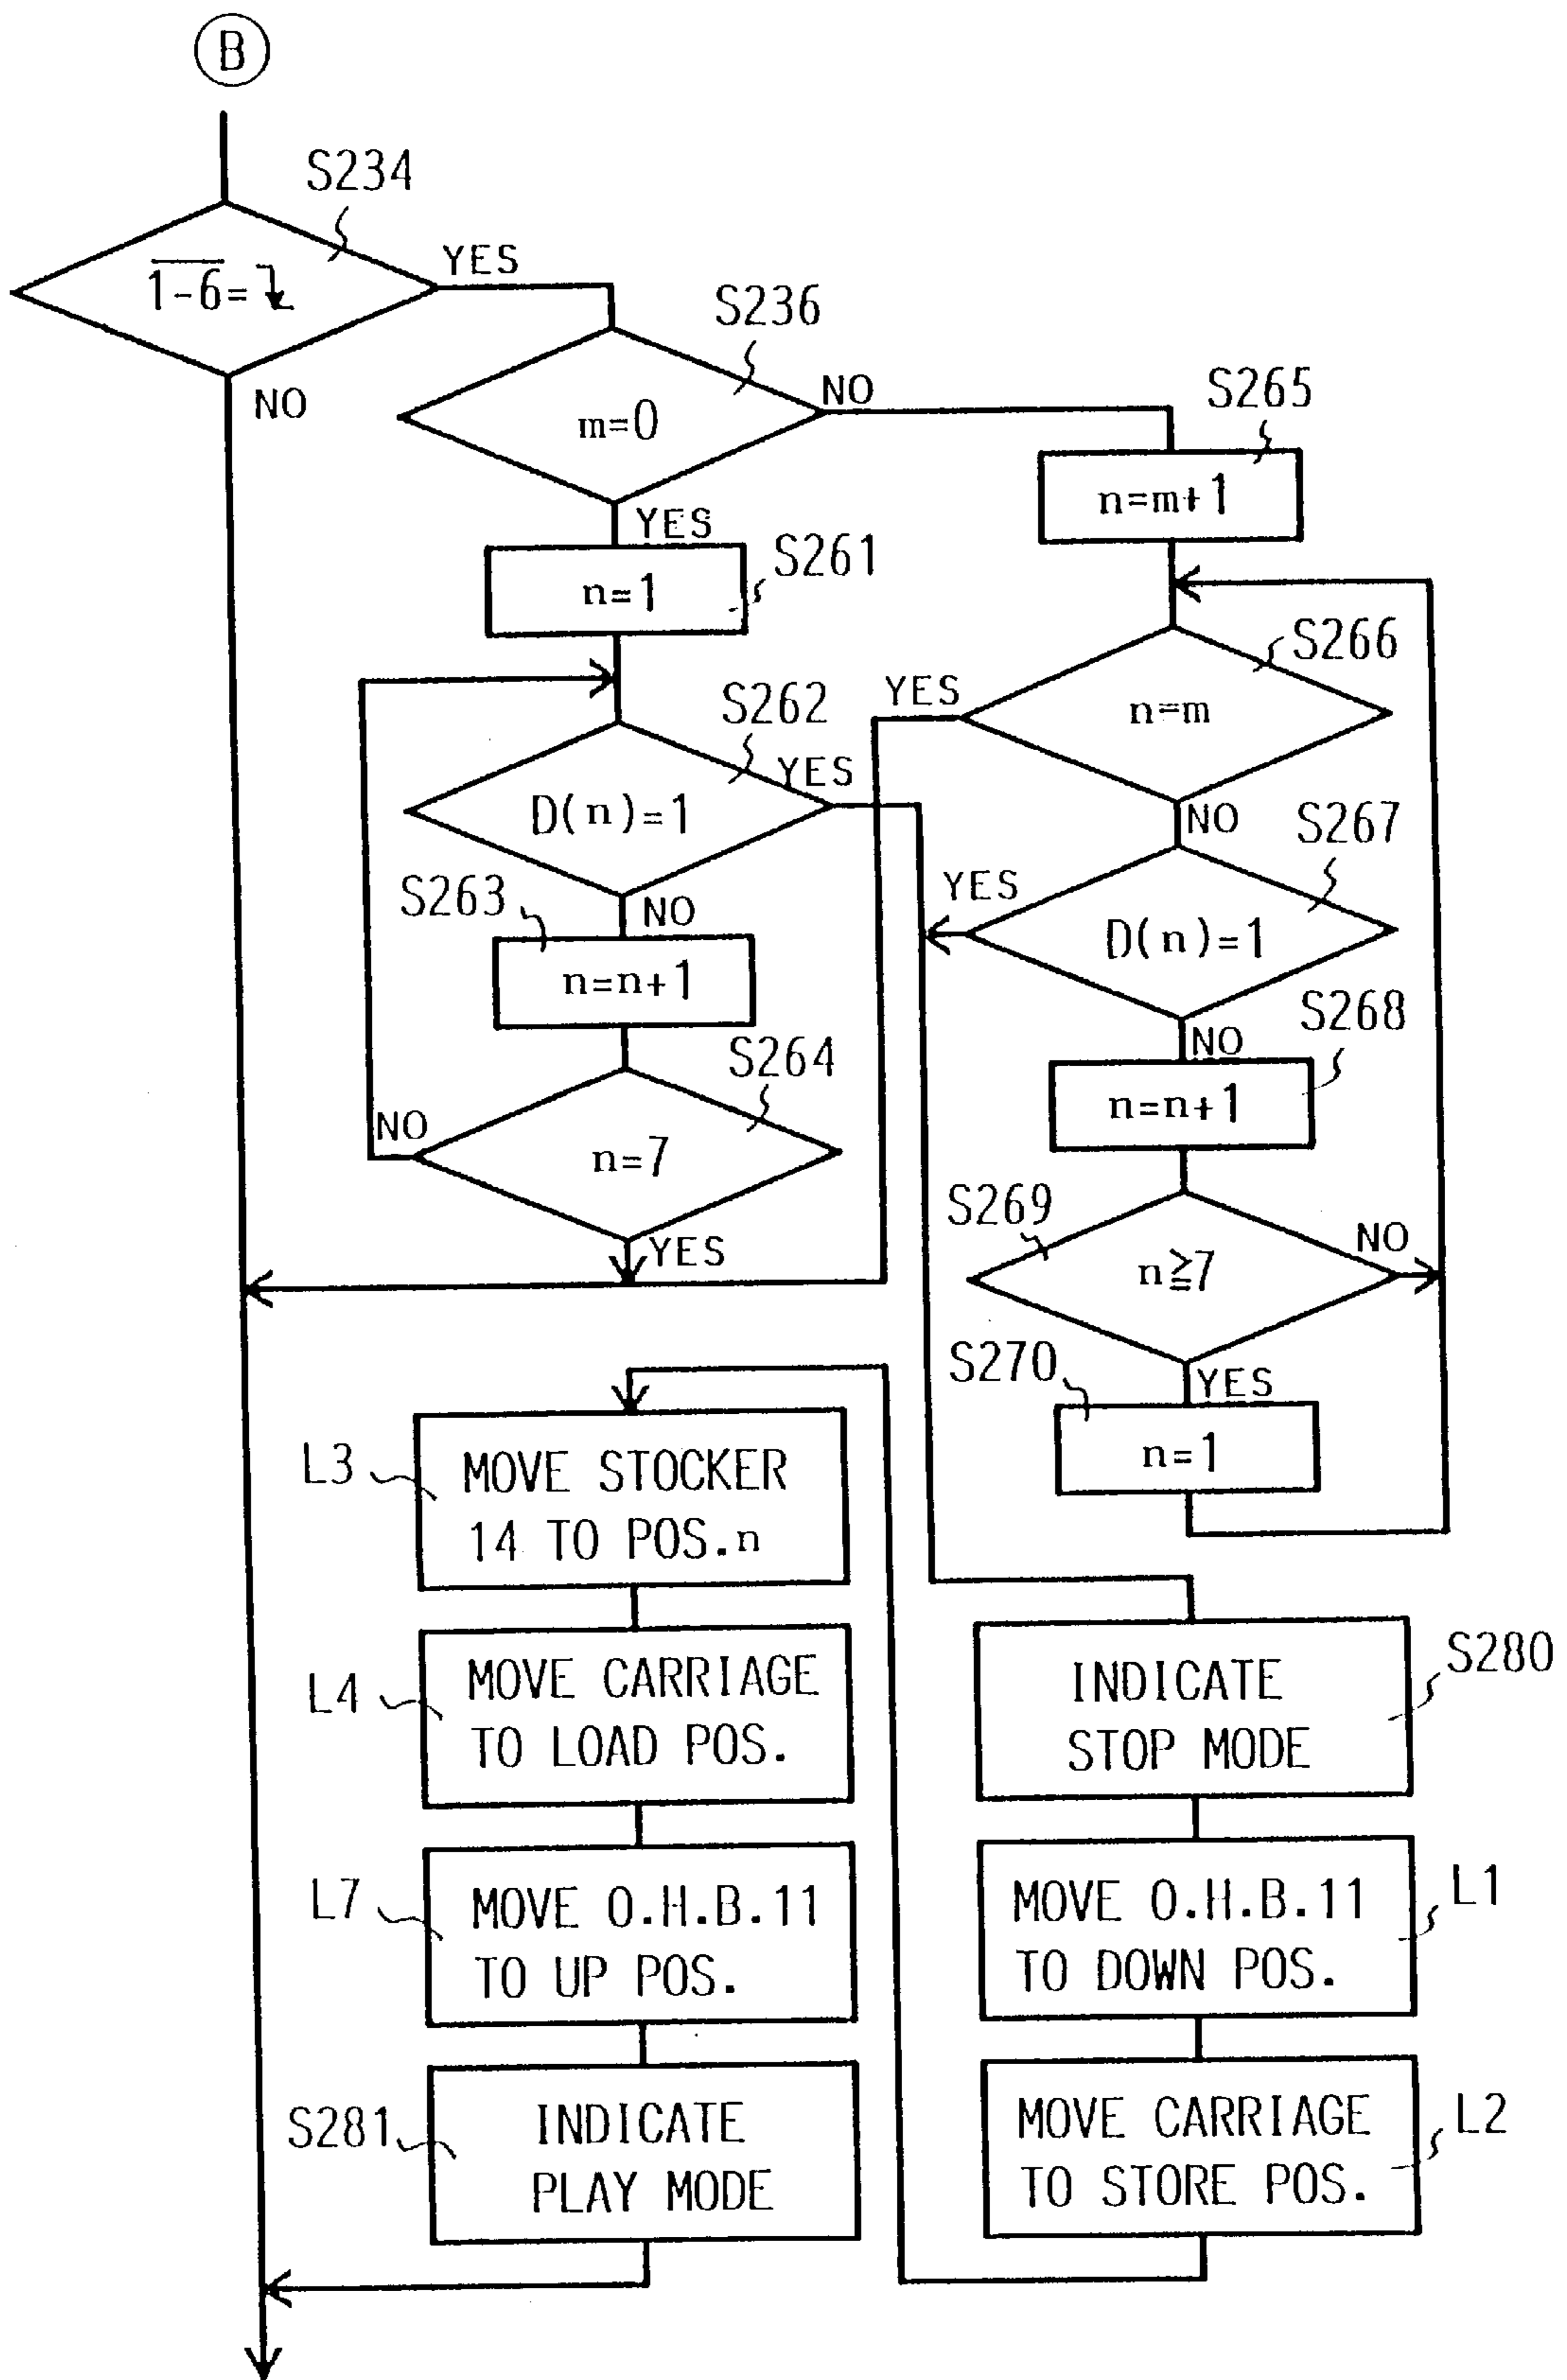 B
S234
1-6=
YES
NO
S236
m=0
NO
YES
S261
n=1
S262
D(n)=1
YES
NO
S263
n=n+1
S264
n=7
NO
YES
S265
n=m+1
S266
n=m
YES
NO
S267
D(n)=1
YES
NO
S268
n=n+1
S269
n≧7
NO
YES
S270
n=1
S280
INDICATE
STOP MODE
L1
MOVE O.H.B.11
TO DOWN POS.
L2
MOVE CARRIAGE
TO STORE POS.
L3
MOVE STOCKER
14 TO POS.n
L4
MOVE CARRIAGE
TO LOAD POS.
L7
MOVE O.H.B.11
TO UP POS.
S281
INDICATE
PLAY MODE